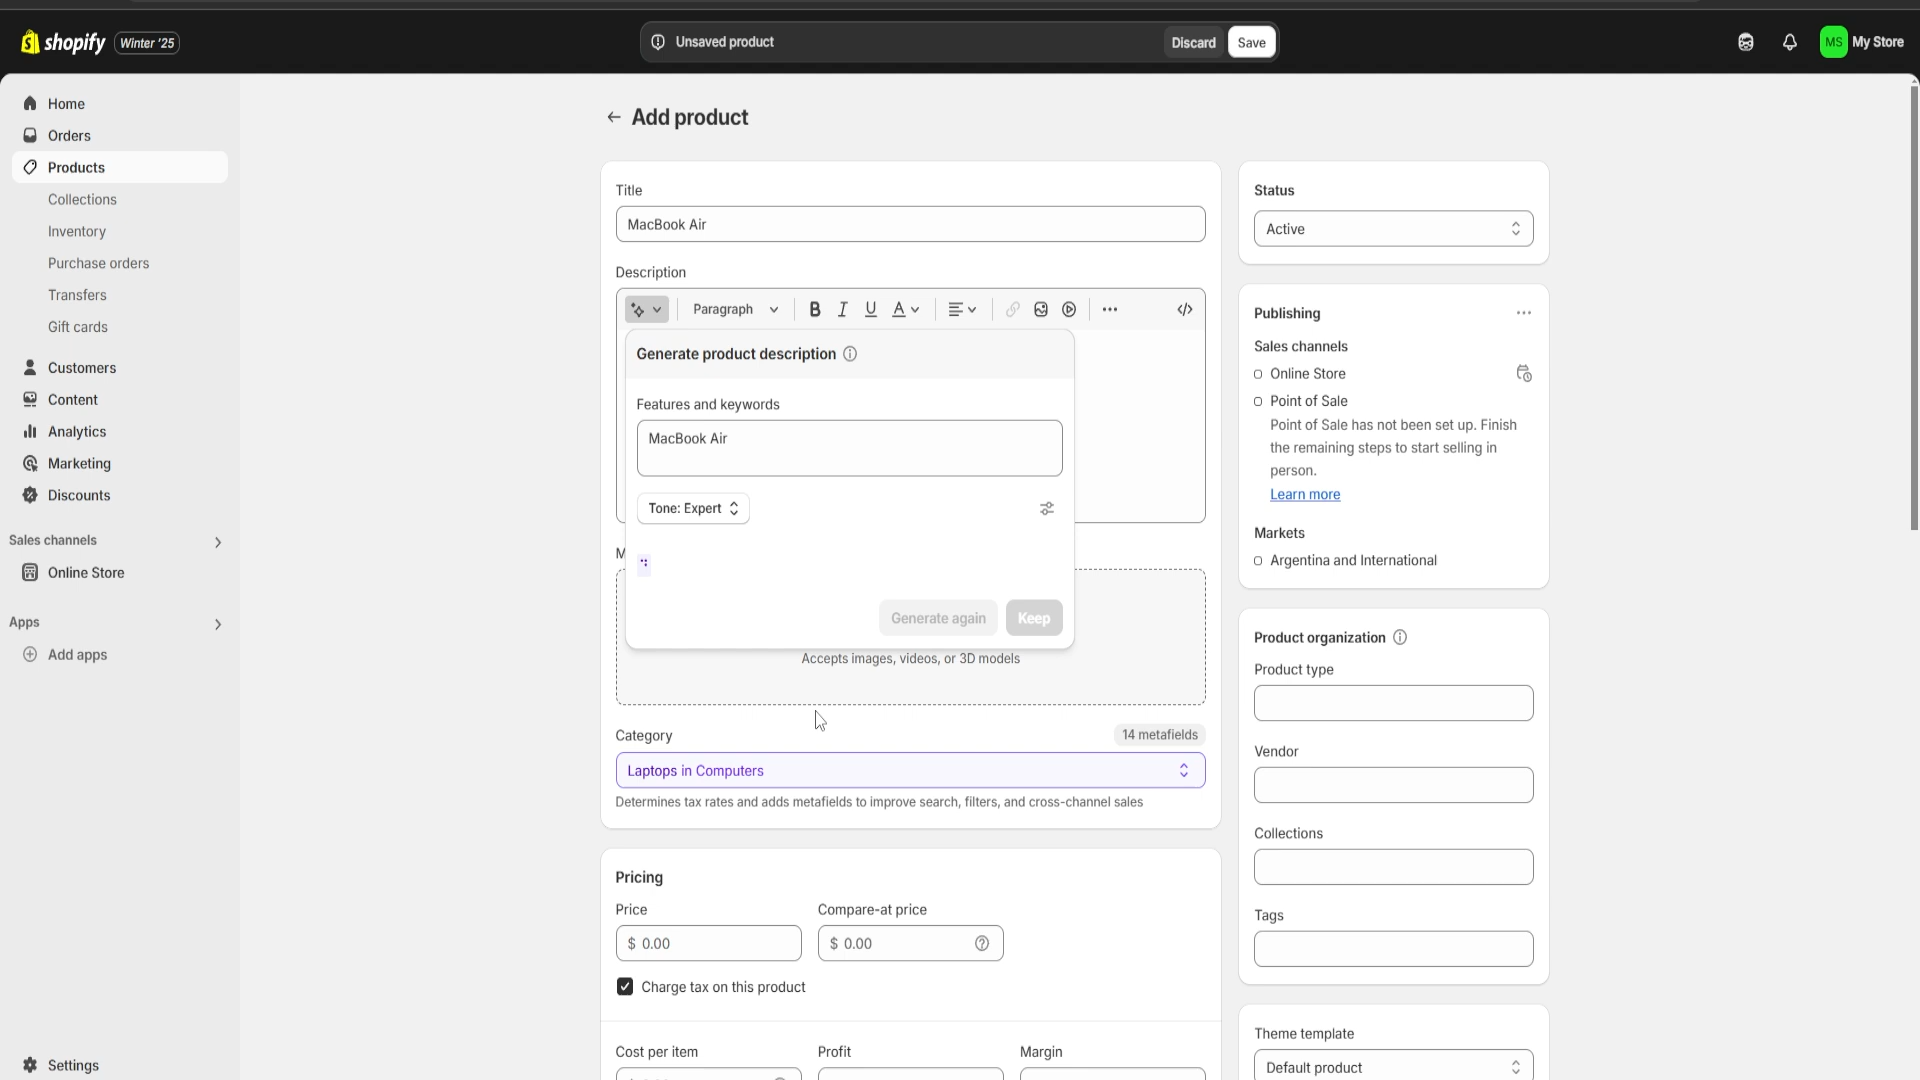 shopify
Winter '25
Unsaved product
Discard
Save
MS
My Store
Home
Orders
Products
Collections
Inventory
Purchase orders
Transfers
Gift cards
Customers
Content
Analytics
Marketing
Discounts
Sales channels
Online Store
Apps
Add apps
Settings
Add product
Title
MacBook Air
Description
Paragraph
B I U A
Generate product description
Features and keywords
MacBook Air
Tone: Expert
Generate again
Keep
Accepts images, videos, or 3D models
Category
14 metafields
Laptops in Computers
Determines tax rates and adds metafields to improve search, filters, and cross-channel sales
Pricing
Price
Compare-at price
$ 0.00
$ 0.00
Charge tax on this product
Cost per item
Profit
Margin
Status
Active
Publishing
Sales channels
Online Store
Point of Sale
Point of Sale has not been set up. Finish
the remaining steps to start selling in
person.
Learn more
Markets
Argentina and International
Product organization
Product type
Vendor
Collections
Tags
Theme template
Default product